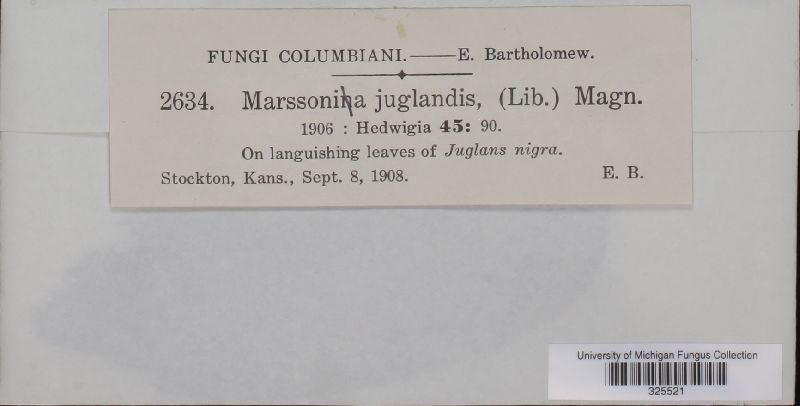 FUNGI COLUMBIANI.——E. Bartholomew.
2634. Marssonina juglandis, (Lib.) Magn.
1906 : Hedwigia 45: 90.
On languishing leaves of Juglans nigra.
Stockton, Kans., Sept. 8, 1908. E. B.
University of Michigan Fungus Collection
325521